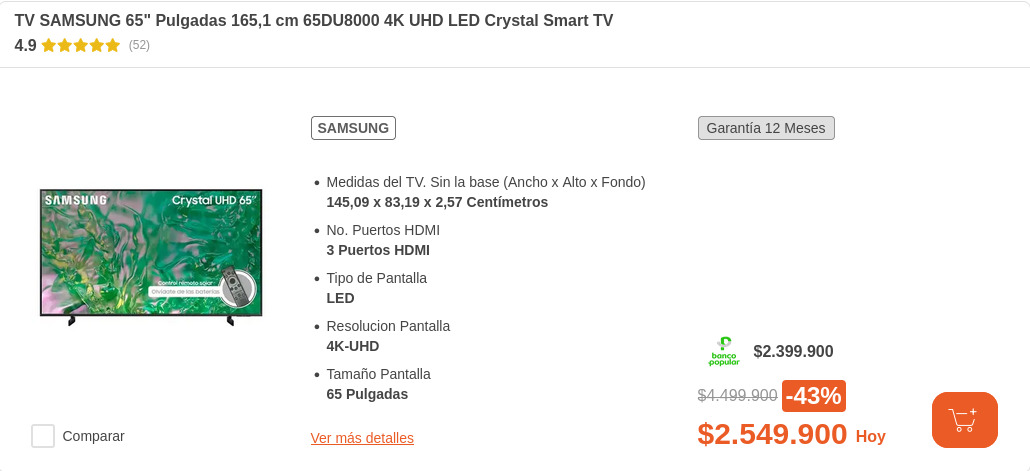 TV SAMSUNG 65" Pulgadas 165,1 cm 65DU8000 4K UHD LED Crystal Smart TV
4.9 (52)
SAMSUNG
Garantía 12 Meses
SAMSUNG Crystal UHD 65"
Control remoto solar
Olvídate de las baterías
• Medidas del TV. Sin la base (Ancho x Alto x Fondo)
145,09 x 83,19 x 2,57 Centímetros
• No. Puertos HDMI
3 Puertos HDMI
• Tipo de Pantalla
LED
• Resolucion Pantalla
4K-UHD
• Tamaño Pantalla
65 Pulgadas
banco
popular
$2.399.900
$4.499.900 -43%
$2.549.900 Hoy
Comparar
Ver más detalles